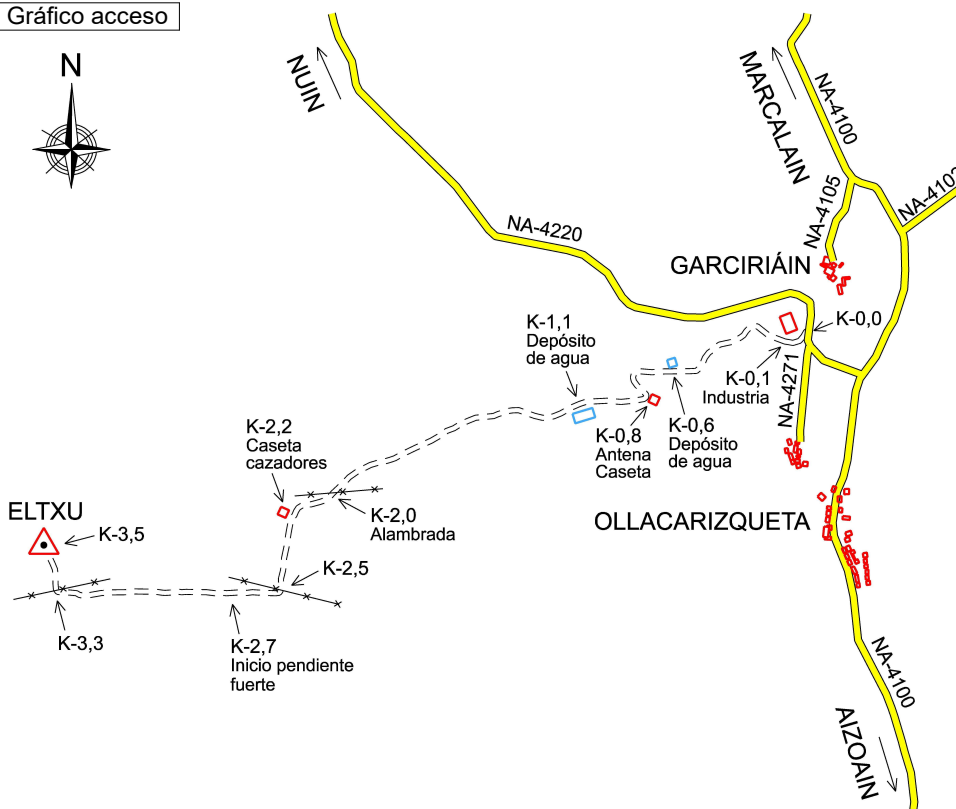 Gráfico acceso
N
NUIN
MARCALAIN
NA-4100
NA-4105
NA-4220
GARCIRIÁIN
K-0,0
K-1,1
Depósito
de agua
K-0,1
Industria
NA-4271
K-0,6
Depósito
de agua
K-0,8
Antena
Caseta
K-2,2
Caseta
cazadores
K-2,0
Alambrada
OLLACARIZQUETA
ELTXU
K-3,5
K-2,5
K-3,3
K-2,7
Inicio pendiente
fuerte
NA-4100
AIZOAIN